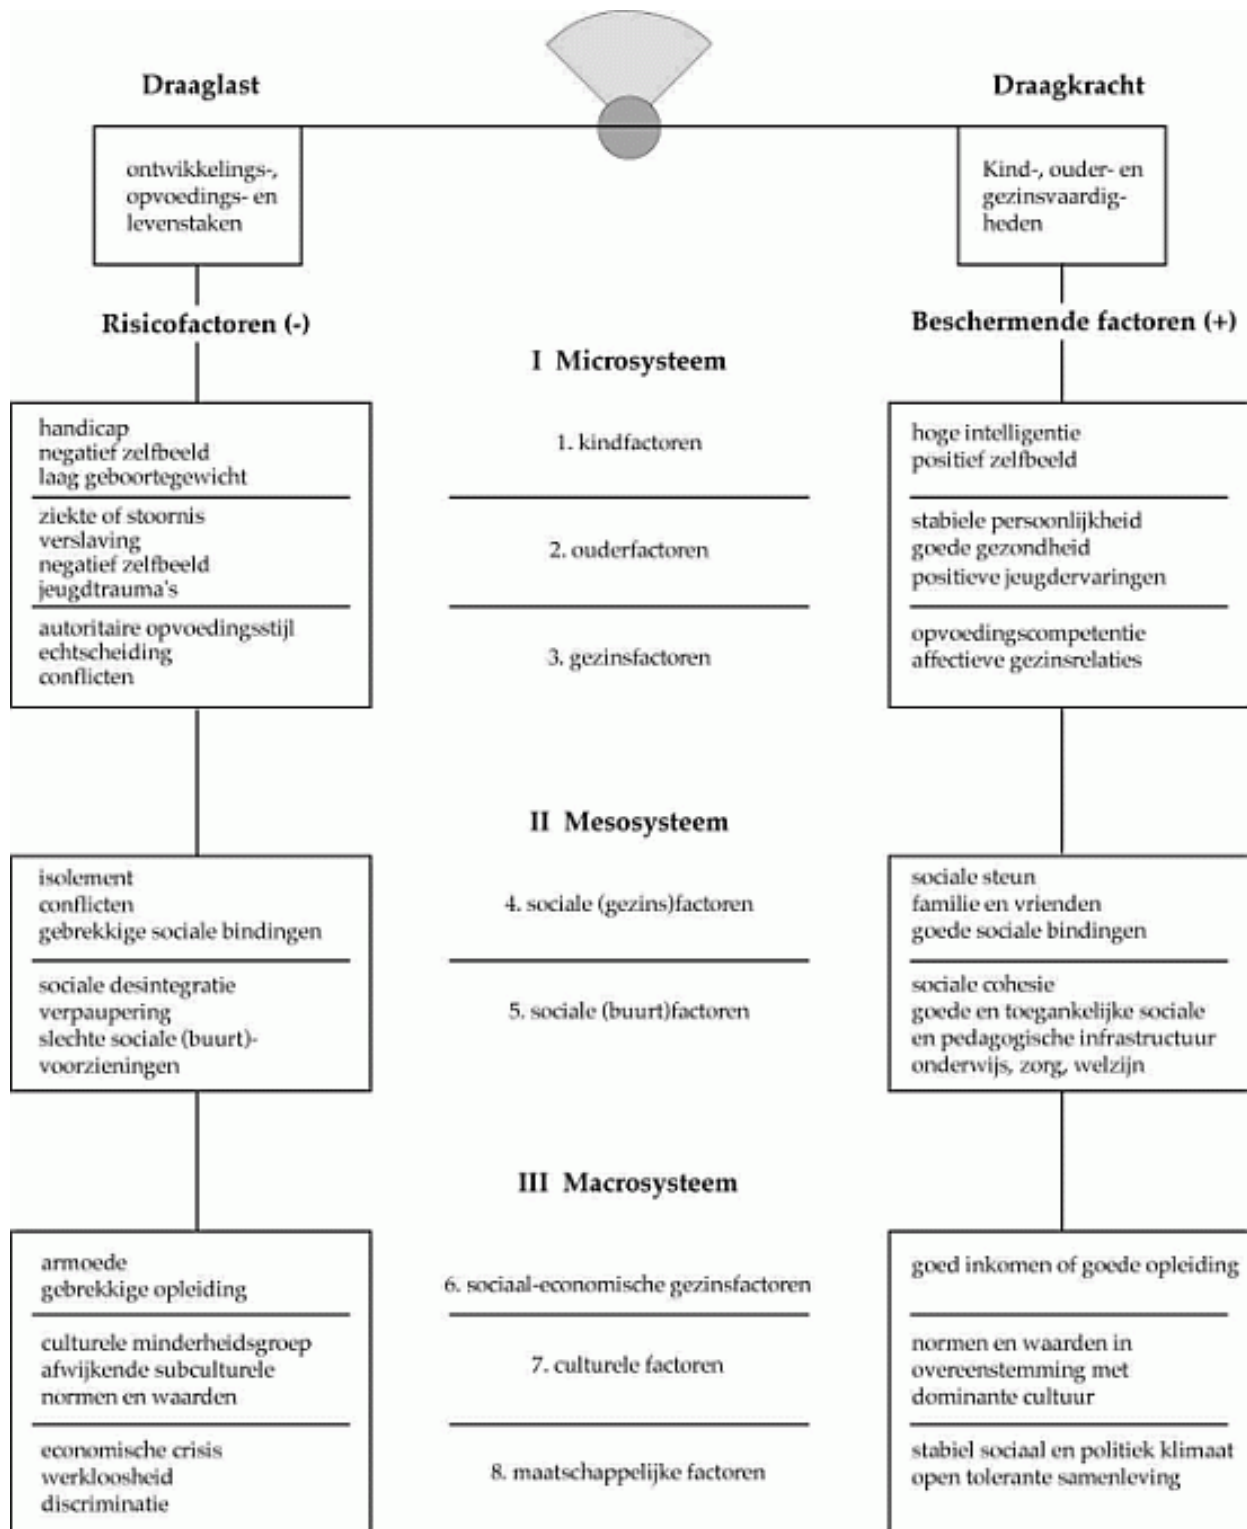 Draaglast
Draagkracht
ontwikkelings-,
opvoedings- en
levenstaken
Kind-, ouder- en
gezinsvaardig-
heden
Risicofactoren (-)
Beschermende factoren (+)
I Microsysteem
handicap
negatief zelfbeeld
laag geboortegewicht
1. kindfactoren
hoge intelligentie
positief zelfbeeld
ziekte of stoornis
verslaving
negatief zelfbeeld
jeugdtrauma's
2. ouderfactoren
stabiele persoonlijkheid
goede gezondheid
positieve jeugdervaringen
autoritaire opvoedingsstijl
echtscheiding
conflicten
3. gezinsfactoren
opvoedingscompetentie
affectieve gezinsrelaties
II Mesosysteem
isolement
conflicten
gebrekkige sociale bindingen
4. sociale (gezins)factoren
sociale steun
familie en vrienden
goede sociale bindingen
sociale desintegratie
verpaupering
slechte sociale (buurt)-
voorzieningen
5. sociale (buurt)factoren
sociale cohesie
goede en toegankelijke sociale
en pedagogische infrastructuur
onderwijs, zorg, welzijn
III Macrosysteem
armoede
gebrekkige opleiding
6. sociaal-economische gezinsfactoren
goed inkomen of goede opleiding
culturele minderheidsgroep
afwijkende subculturele
normen en waarden
7. culturele factoren
normen en waarden in
overeenstemming met
dominante cultuur
economische crisis
werkloosheid
discriminatie
8. maatschappelijke factoren
stabiel sociaal en politiek klimaat
open tolerante samenleving